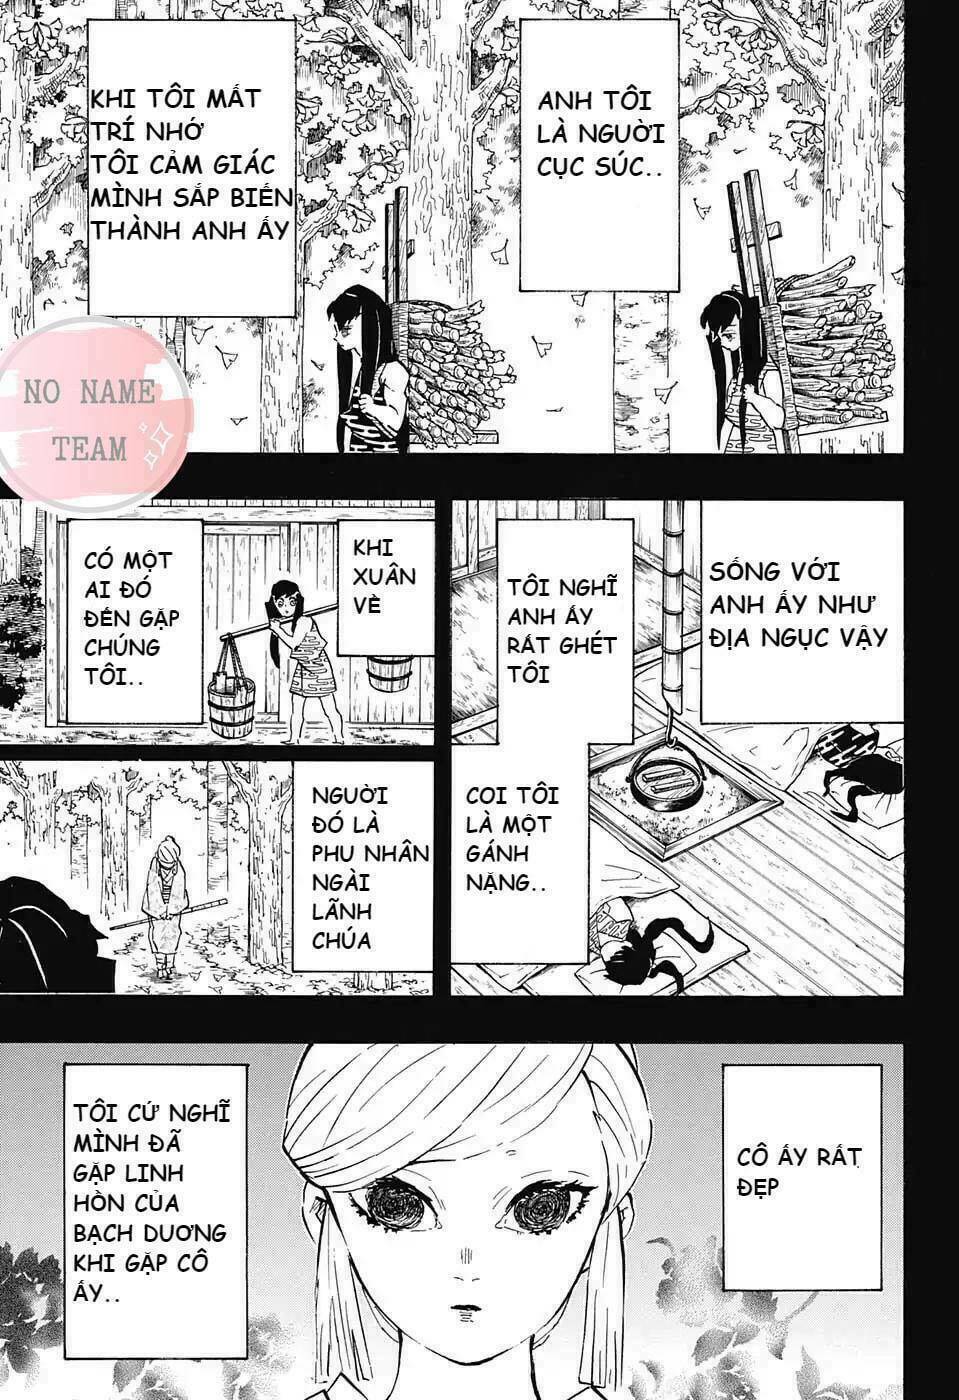 ANH TÔI
LÀ NGUỜI
CỤC SÚC..
KHI TÔI MẤT
TRÍ NHỚ
TÔI CẢM GIÁC
MÌNH SẮP BIẾN
THÀNH ANH ẤY
NO NAME
TEAM
SỐNG VỚI
ANH ẤY NHƯ
ĐỊA NGỤC VẬY
TÔI NGHĨ
ANH ẤY
RẤT GHÉT
TÔI
COI TÔI
LÀ MỘT
GÁNH
NẶNG..
KHI
XUÂN
VÈ
CÓ MỘT
AI ĐÓ
ĐẾN GẶP
CHÚNG
TÔI..
NGUỜI
ĐÓ LÀ
PHU NHÂN
NGÀI
LÃNH
CHÚA
CÔ ẤY RẤT
ĐẸP
TÔI CỨ NGHĨ
MÌNH ĐÃ
GẶP LINH
HỒN CỦA
BẠCH DUƠNG
KHI GẶP CÔ
ẤY..